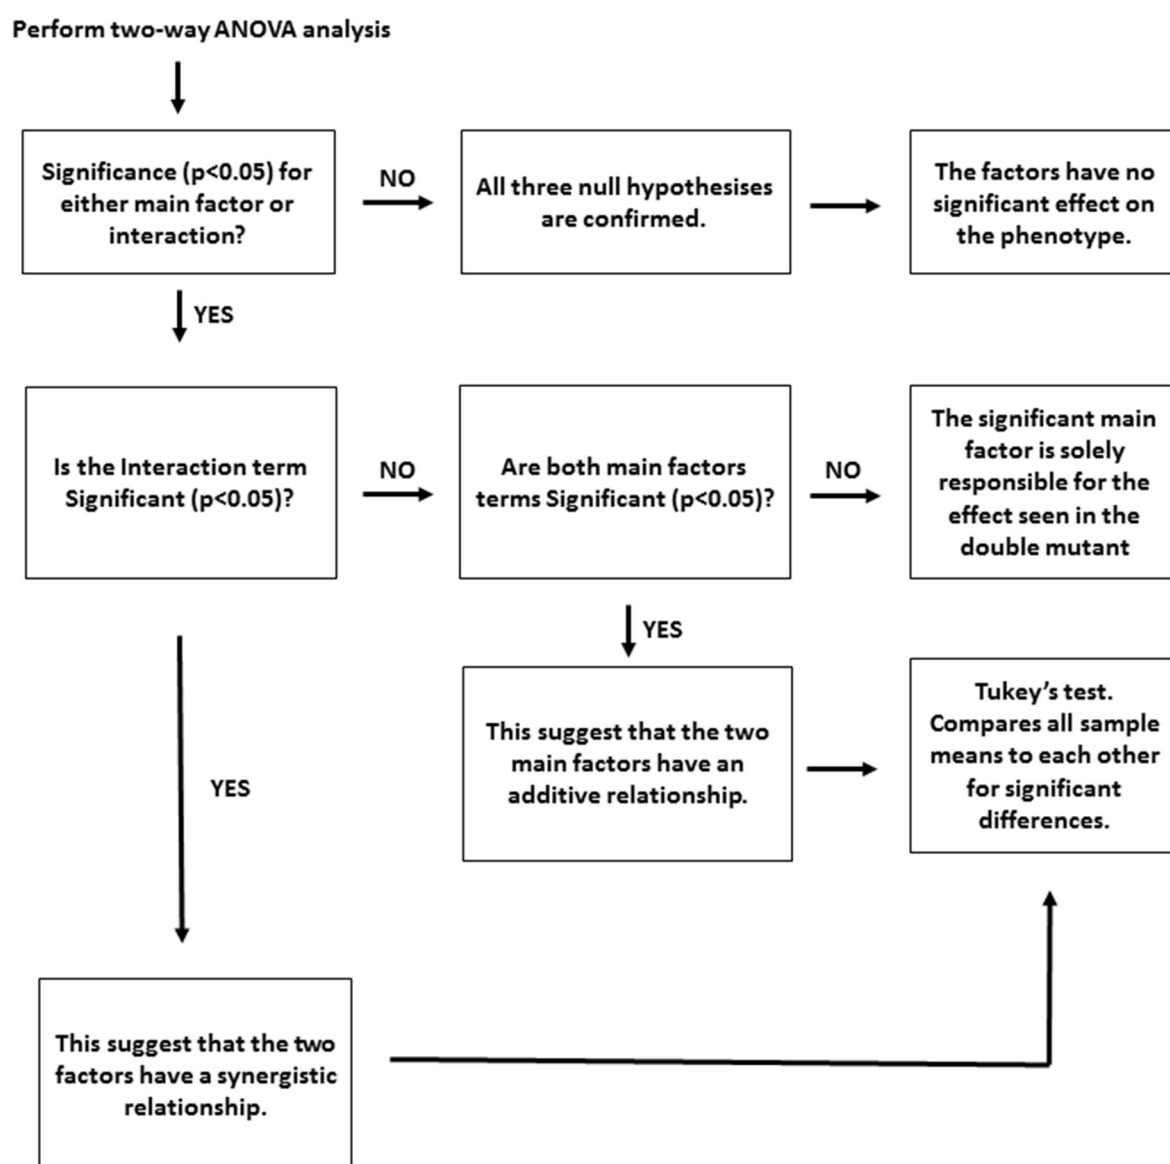 Perform two-way ANOVA analysis
Significance (p<0.05) for
either main factor or
interaction?
NO
All three null hypothesises
are confirmed.
The factors have no
significant effect on
the phenotype.
YES
Is the Interaction term
Significant (p<0.05)?
NO
Are both main factors
terms Significant (p<0.05)?
NO
The significant main
factor is solely
responsible for the
effect seen in the
double mutant
YES
This suggest that the two
main factors have an
additive relationship.
Tukey's test.
Compares all sample
means to each other
for significant
differences.
YES
This suggest that the two
factors have a synergistic
relationship.